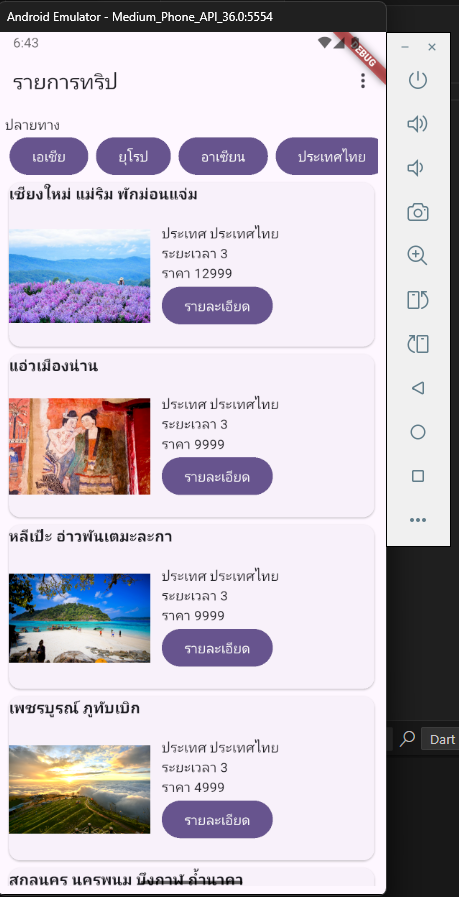 Android Emulator - Medium_Phone_API_36.0:5554
6:43
DEBUG
รายการทริป
ปลายทาง
เอเชีย ยุโรป อาเซียน ประเทศไทย
เชียงใหม่ แม่ริม พักม่อนแจ่ม
ประเทศ ประเทศไทย
ระยะเวลา 3
ราคา 12999
รายละเอียด
แอ่วเมืองน่าน
ประเทศ ประเทศไทย
ระยะเวลา 3
ราคา 9999
รายละเอียด
หลีเป๊ะ อ่าวพันเตมะละกา
ประเทศ ประเทศไทย
ระยะเวลา 3
ราคา 9999
รายละเอียด
เพชรบูรณ์ ภูทับเบิก
ประเทศ ประเทศไทย
ระยะเวลา 3
ราคา 4999
รายละเอียด
Dart
สกลนคร นครพนม บึงกาฬ ถ้ำนาคา